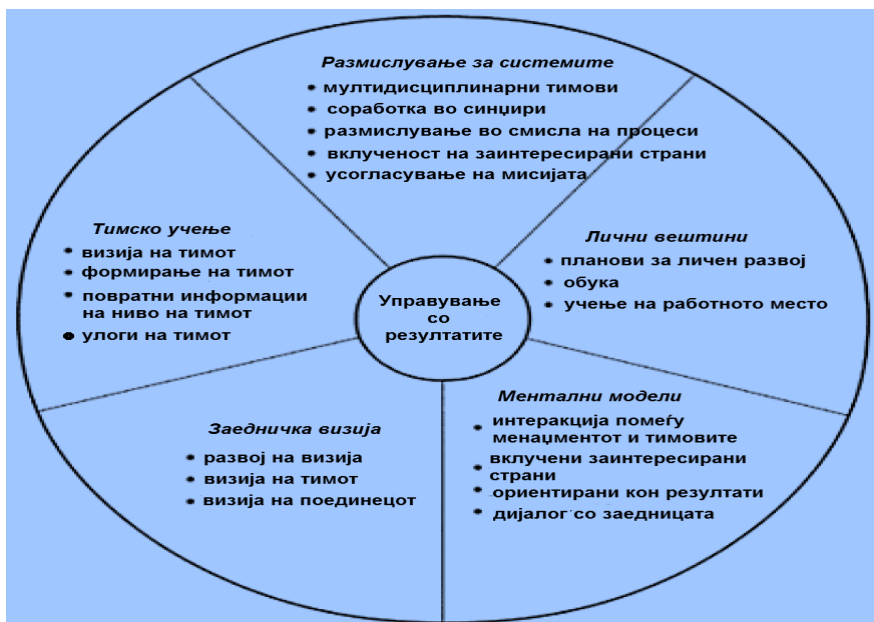 Размислување за системите
• мултидисциплинарни тимови
• соработка во синџири
• размислување во смисла на процеси
• вклученост на заинтересирани страни
• усогласување на мисијата
Тимско учење
• визија на тимот
• формирање на тимот
• повратни информации
на ниво на тимот
• улоги на тимот
Лични вештини
• планови за личен развој
• обука
• учење на работното место
Управување
со
резултатите
Заедничка визија
• развој на визија
• визија на тимот
• визија на поединецот
Ментални модели
• интеракција помеѓу
менаџментот и тимовите
• вклучени заинтересирани
страни
• ориентирани кон резултати
• дијалог со заедницата